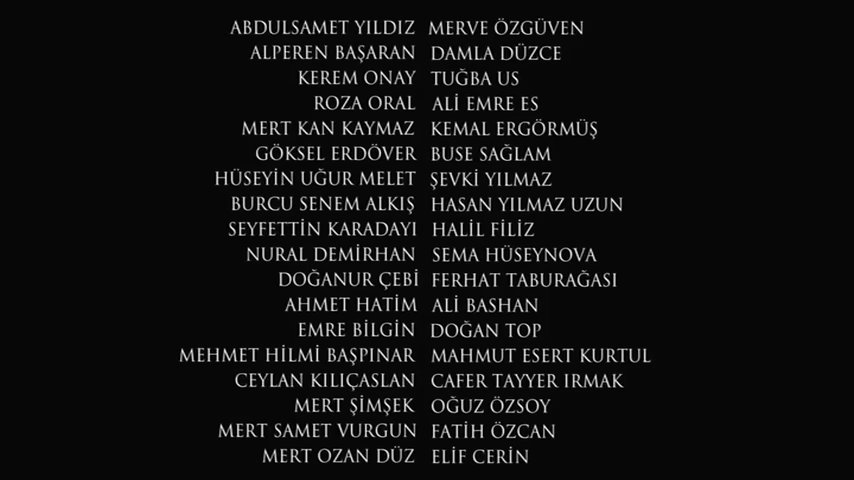 ABDULSAMET YILDIZ MERVE ÖZGÜVEN
ALPEREN BAŞARAN DAMLA DÜZCE
KEREM ONAY TUĞBA US
ROZA ORAL ALİ EMRE ES
MERT KAN KAYMAZ KEMAL ERGÖRMÜŞ
GÖKSEL ERDÖVER BUSE SAĞLAM
HÜSEYİN UĞUR MELET ŞEVKİ YILMAZ
BURCU SENEM ALKIŞ HASAN YILMAZ UZUN
SEYFETTİN KARADAYI HALİL FİLİZ
NURAL DEMİRHAN SEMA HÜSEYNOVA
DOĞANUR ÇEBİ FERHAT TABURAĞASI
AHMET HATİM ALİ BASHAN
EMRE BİLGİN DOĞAN TOP
MEHMET HİLMİ BAŞPINAR MAHMUT ESERT KURTUL
CEYLAN KILIÇASLAN CAFER TAYYER IRMAK
MERT ŞİMŞEK OĞUZ ÖZSOY
MERT SAMET VURGUN FATİH ÖZCAN
MERT OZAN DÜZ ELİF CERİN